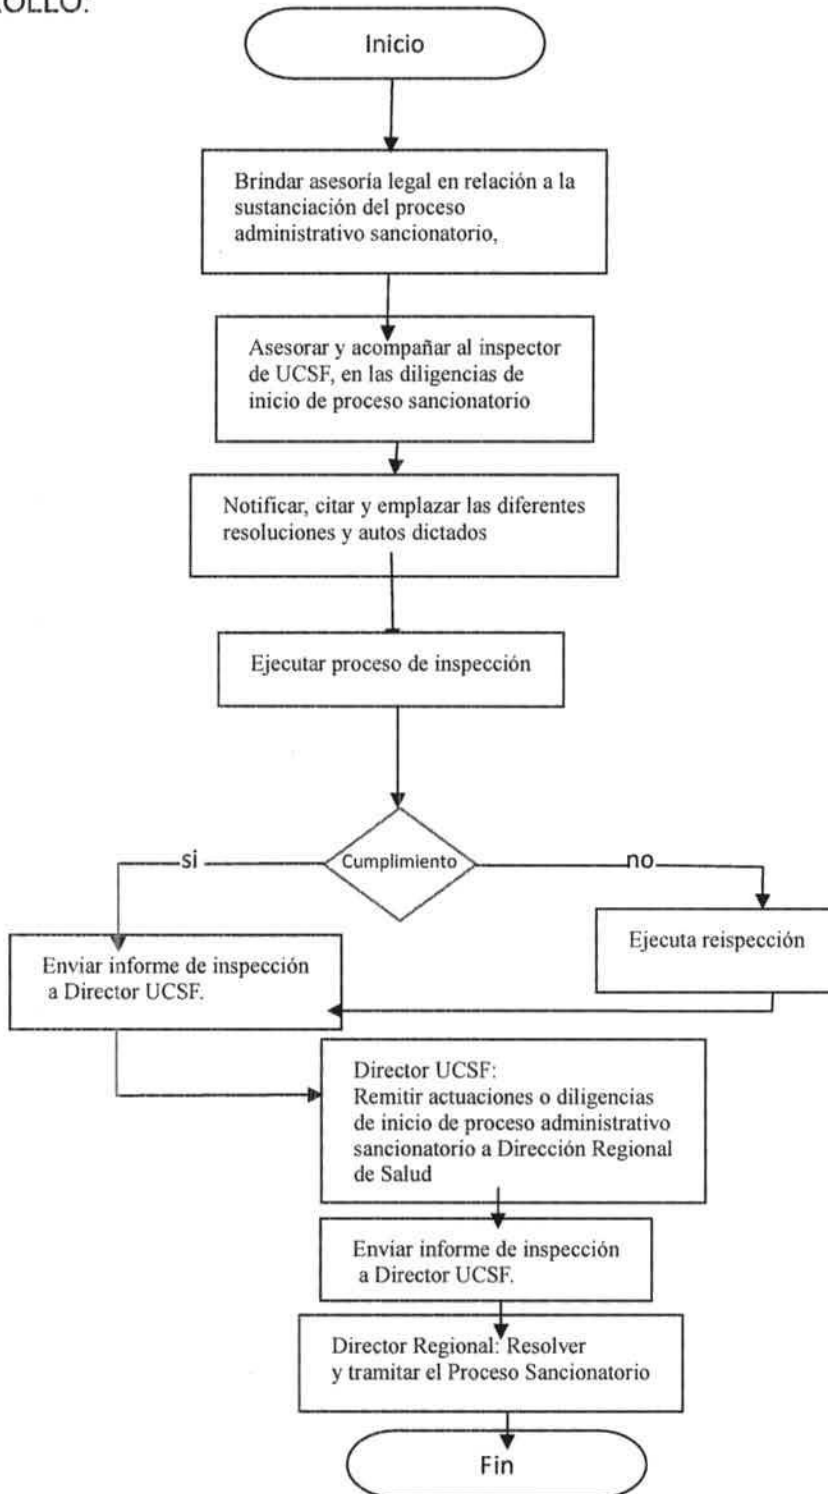 Inicio
Brindar asesoría legal en relación a la
sustanciación del proceso
administrativo sancionatorio,
Asesorar y acompañar al inspector
de UCSF, en las diligencias de
inicio de proceso sancionatorio
Notificar, citar y emplazar las diferentes
resoluciones y autos dictados
Ejecutar proceso de inspección
Cumplimiento
si
no
Ejecuta reispección
Enviar informe de inspección
a Director UCSF.
Director UCSF:
Remitir actuaciones o diligencias
de inicio de proceso administrativo
sancionatorio a Dirección Regional
de Salud
Enviar informe de inspección
a Director UCSF.
Director Regional: Resolver
y tramitar el Proceso Sancionatorio
Fin